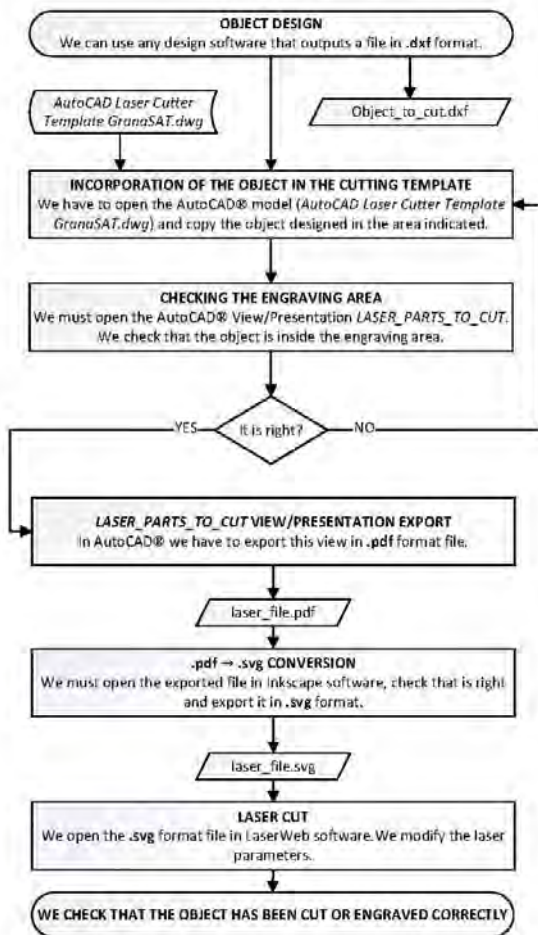 OBJECT DESIGN
We can use any design software that outputs a file in .dxf format.
AutoCAD Laser Cutter
Template GranaSAT.dwg
Object_to_cut.dxf
INCORPORATION OF THE OBJECT IN THE CUTTING TEMPLATE
We have to open the AutoCAD® model (AutoCAD Laser Cutter Template
GranaSAT.dwg) and copy the object designed in the area indicated.
CHECKING THE ENGRAVING AREA
We must open the AutoCAD® View/Presentation LASER_PARTS_TO_CUT.
We check that the object is inside the engraving area.
YES
It is right?
NO
LASER_PARTS_TO_CUT VIEW/PRESENTATION EXPORT
In AutoCAD® we have to export this view in .pdf format file.
laser_file.pdf
.pdf → .svg CONVERSION
We must open the exported file in Inkscape software, check that is right
and export it in .svg format.
laser_file.svg
LASER CUT
We open the .svg format file in LaserWeb software. We modify the laser
parameters.
WE CHECK THAT THE OBJECT HAS BEEN CUT OR ENGRAVED CORRECTLY